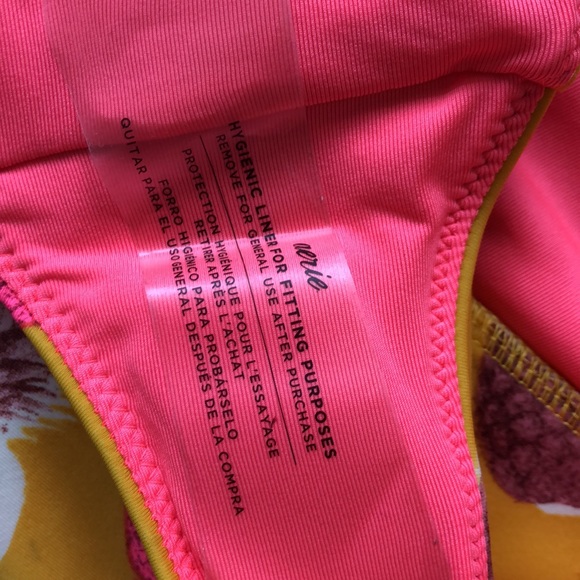 aerie
HYGIENIC LINER FOR FITTING PURPOSES
REMOVE FOR GENERAL USE AFTER PURCHASE
PROTECTION HYGIÉNIQUE POUR L'ESSAYAGE
RETIRER APRÈS L'ACHAT
FORRO HIGIÉNICO PARA PROBÁRSELO
QUITAR PARA EL USO GENERAL DESPUÉS DE LA COMPRA